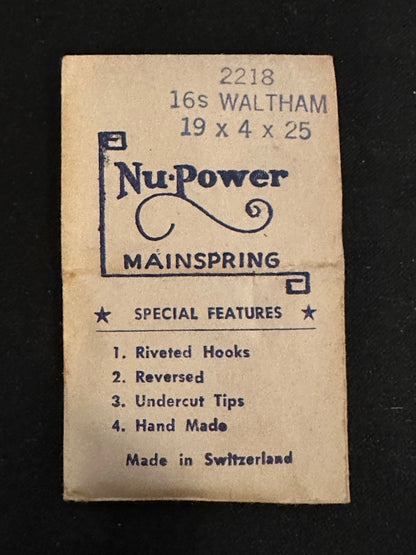 2218
16s WALTHAM
19 x 4 x 25
Nu-Power
MAINSPRING
★ SPECIAL FEATURES ★
1. Riveted Hooks
2. Reversed
3. Undercut Tips
4. Hand Made
Made in Switzerland